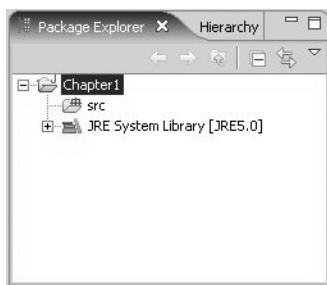 Package Explorer Hierarchy
Chapter1
src
JRE System Library [JRE5.0]